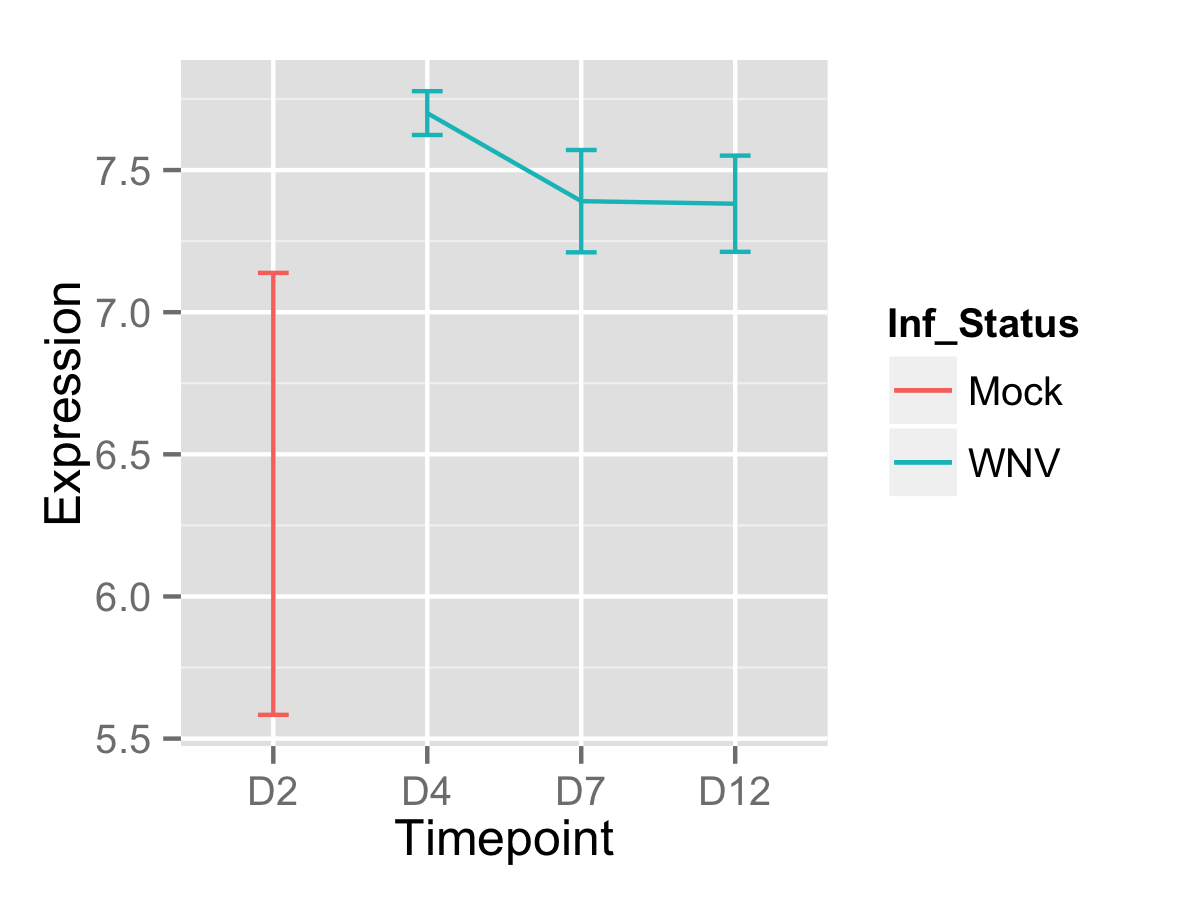 Expression
7.5
7.0
6.5
6.0
5.5
D2 D4 D7 D12
Timepoint
Inf_Status
Mock
WNV